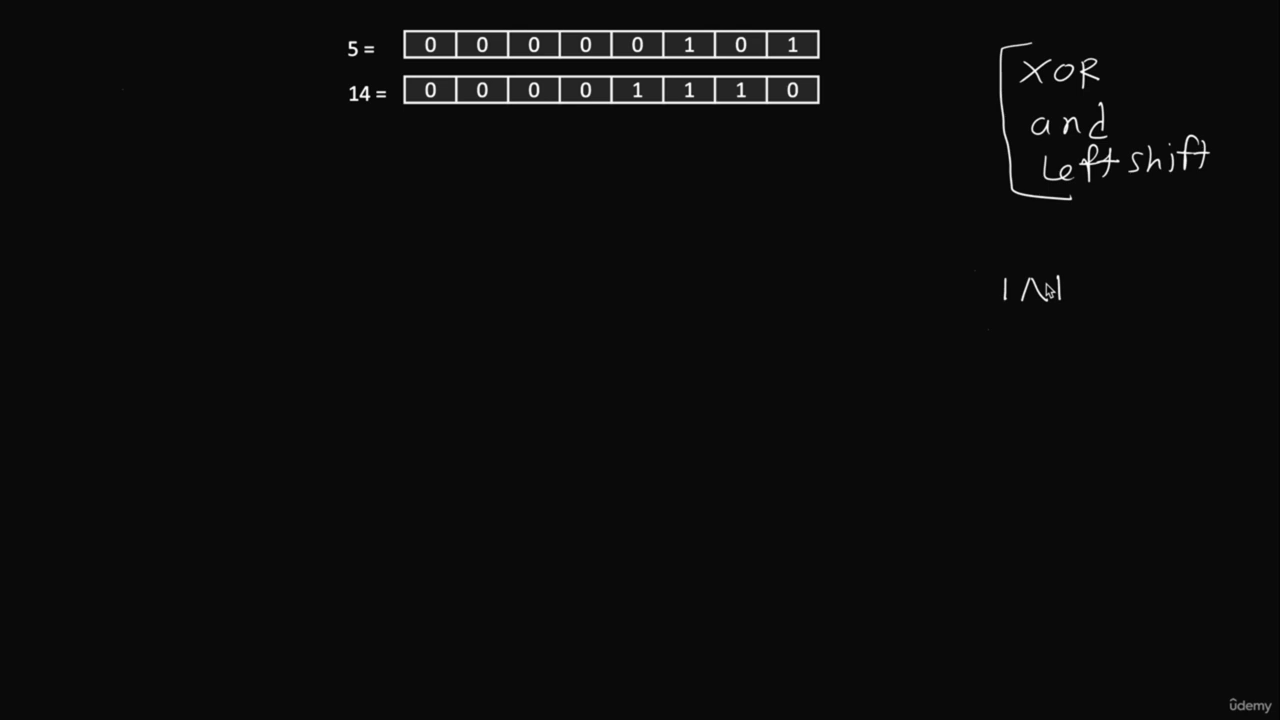 5 = 0 0 0 0 0 1 0 1
14 = 0 0 0 0 1 1 1 0
XOR
and
Left shift
1 ^ 1
ûdemy